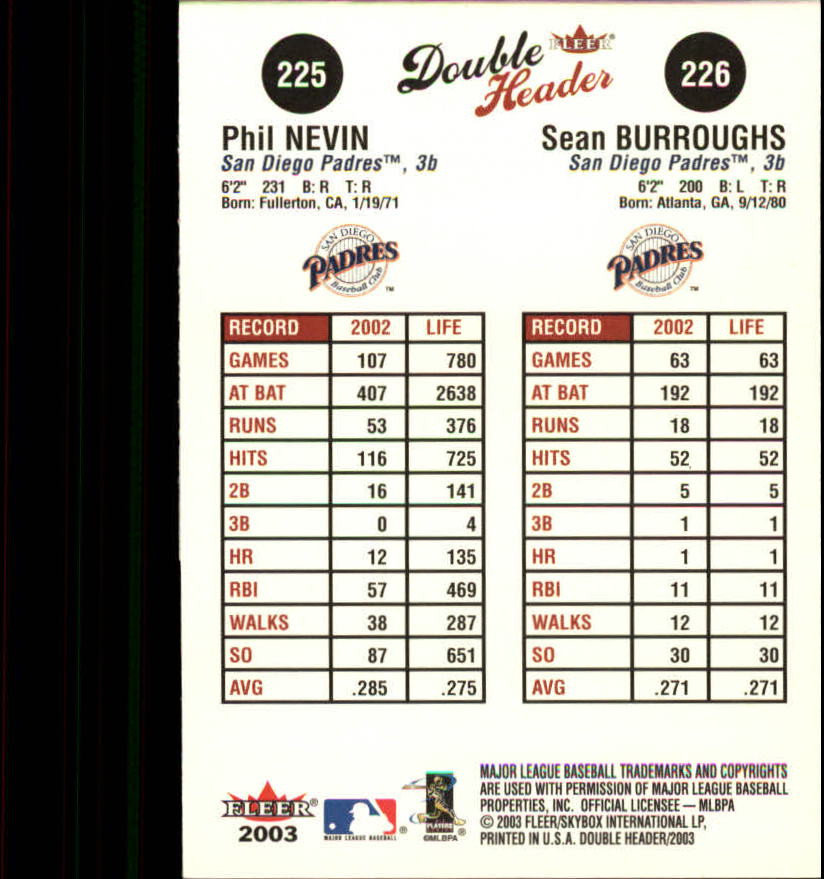 225
Double Header
FLEER®
226
Phil NEVIN
San Diego Padres™, 3b
6'2" 231 B: R T: R
Born: Fullerton, CA, 1/19/71
Sean BURROUGHS
San Diego Padres™, 3b
6'2" 200 B: L T: R
Born: Atlanta, GA, 9/12/80
SAN DIEGO
PADRES
Baseball Club
TM
SAN DIEGO
PADRES
Baseball Club
TM
RECORD 2002 LIFE
GAMES 107 780
AT BAT 407 2638
RUNS 53 376
HITS 116 725
2B 16 141
3B 0 4
HR 12 135
RBI 57 469
WALKS 38 287
SO 87 651
AVG .285 .275
RECORD 2002 LIFE
GAMES 63 63
AT BAT 192 192
RUNS 18 18
HITS 52 52
2B 5 5
3B 1 1
HR 1 1
RBI 11 11
WALKS 12 12
SO 30 30
AVG .271 .271
FLEER®
2003
MAJOR LEAGUE BASEBALL
®
PLAYERS
®
©MLBPA
MAJOR LEAGUE BASEBALL TRADEMARKS AND COPYRIGHTS
ARE USED WITH PERMISSION OF MAJOR LEAGUE BASEBALL
PROPERTIES, INC. OFFICIAL LICENSEE — MLBPA
© 2003 FLEER/SKYBOX INTERNATIONAL LP,
PRINTED IN U.S.A. DOUBLE HEADER/2003